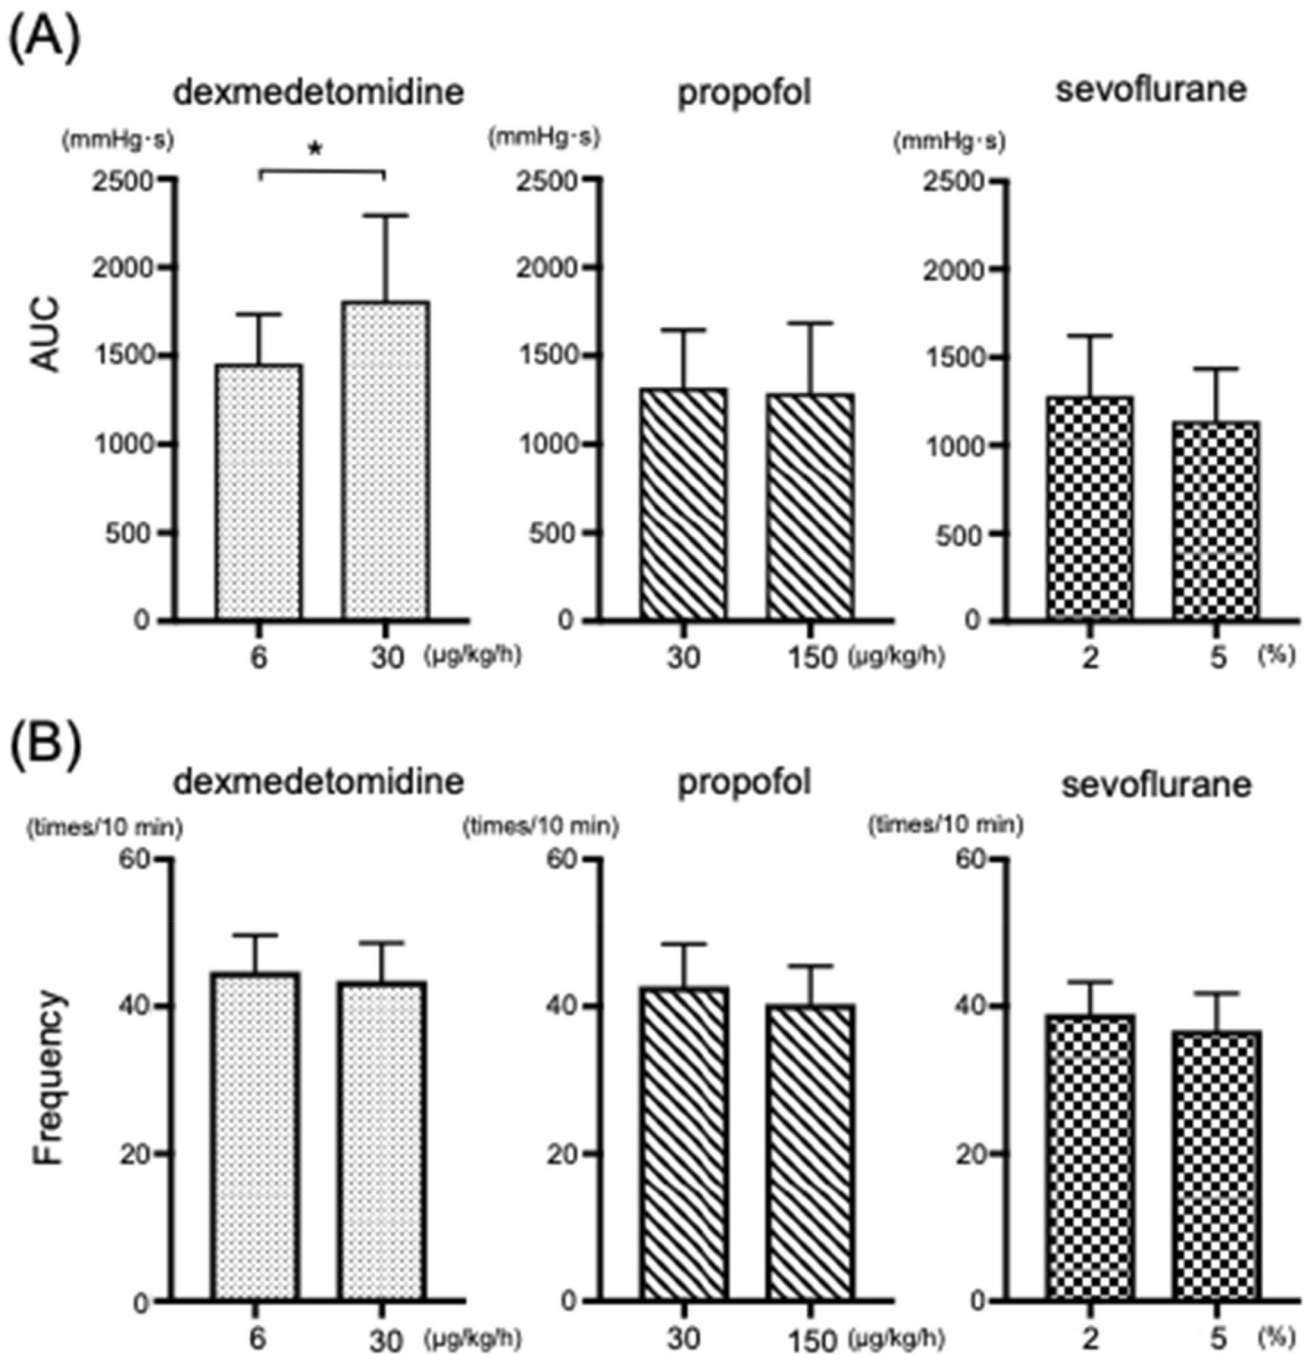 (A)
dexmedetomidine propofol sevoflurane
(mmHg·s) (mmHg·s) (mmHg·s)
*
2500 2500 2500
2000 2000 2000
AUC
1500 1500 1500
1000 1000 1000
500 500 500
0 0 0
6 30 (μg/kg/h) 30 150 (μg/kg/h) 2 5 (%)
(B)
dexmedetomidine propofol sevoflurane
(times/10 min) (times/10 min) (times/10 min)
60 60 60
40 40 40
Frequency
20 20 20
0 0 0
6 30 (μg/kg/h) 30 150 (μg/kg/h) 2 5 (%)